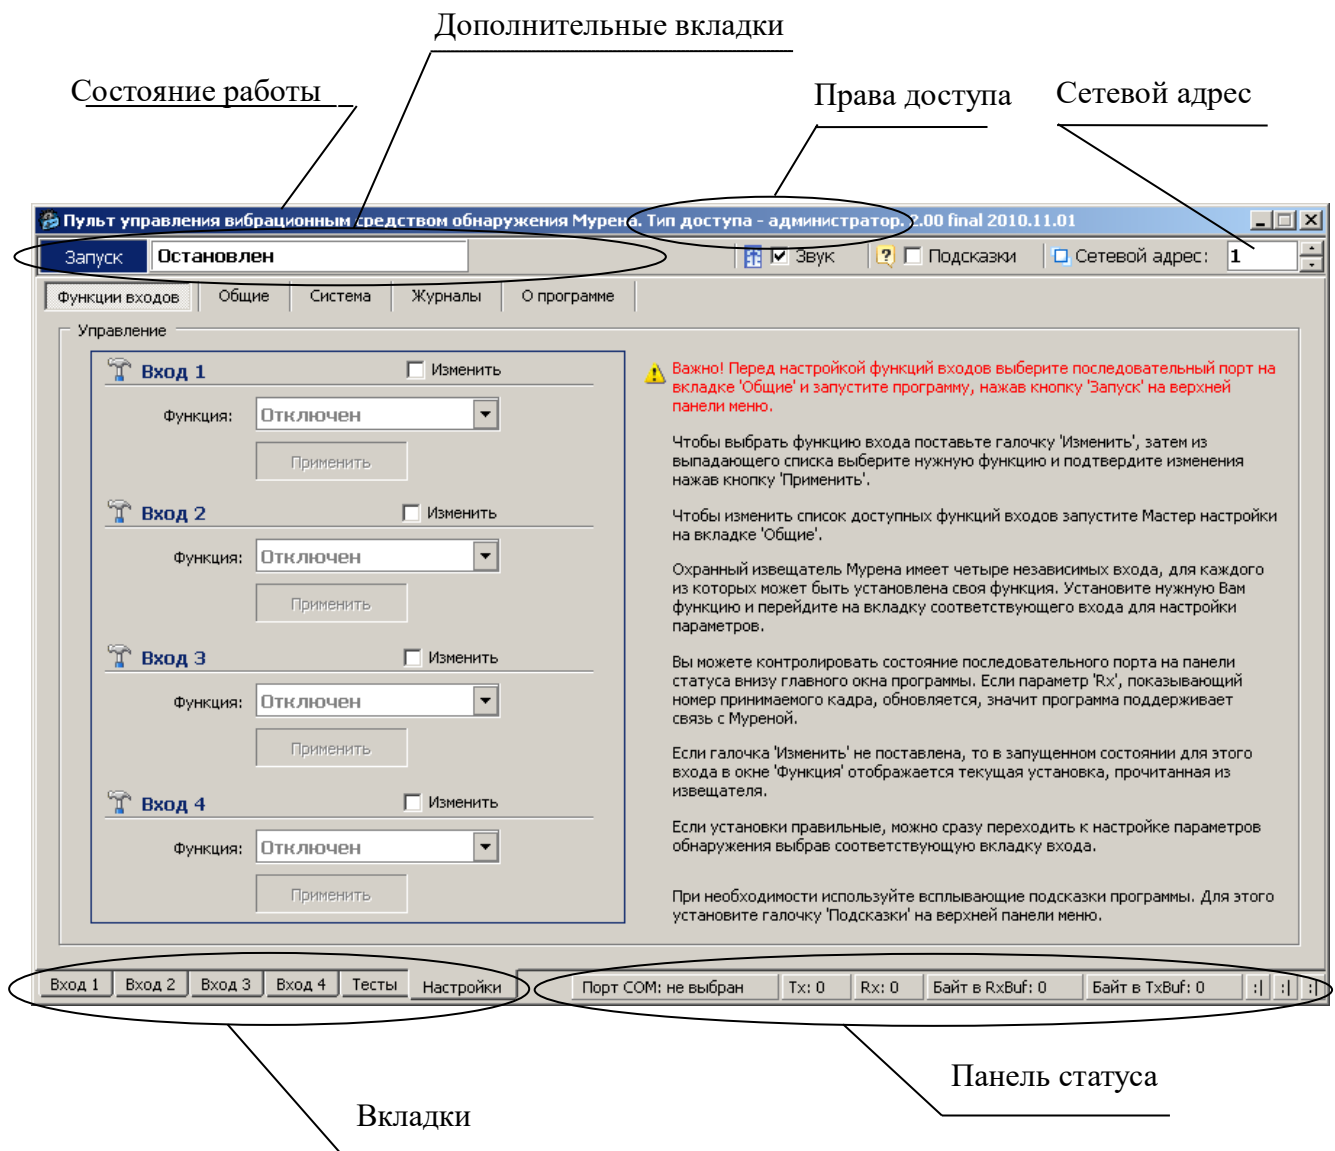 Дополнительные вкладки
Состояние работы
Права доступа
Сетевой адрес
Пульт управления вибрационным средством обнаружения Мурена. Тип доступа - администратор. 2.00 final 2010.11.01
Запуск
Остановлен
Звук
Подсказки
Сетевой адрес:
1
Функции входов
Общие
Система
Журналы
О программе
Управление
Вход 1
Изменить
Функция:
Отключен
Применить
Вход 2
Изменить
Функция:
Отключен
Применить
Вход 3
Изменить
Функция:
Отключен
Применить
Вход 4
Изменить
Функция:
Отключен
Применить
Важно! Перед настройкой функций входов выберите последовательный порт на
вкладке 'Общие' и запустите программу, нажав кнопку 'Запуск' на верхней
панели меню.
Чтобы выбрать функцию входа поставьте галочку 'Изменить', затем из
выпадающего списка выберите нужную функцию и подтвердите изменения
нажав кнопку 'Применить'.
Чтобы изменить список доступных функций входов запустите Мастер настройки
на вкладке 'Общие'.
Охранный извещатель Мурена имеет четыре независимых входа, для каждого
из которых может быть установлена своя функция. Установите нужную Вам
функцию и перейдите на вкладку соответствующего входа для настройки
параметров.
Вы можете контролировать состояние последовательного порта на панели
статуса внизу главного окна программы. Если параметр 'Rx', показывающий
номер принимаемого кадра, обновляется, значит программа поддерживает
связь с Муреной.
Если галочка 'Изменить' не поставлена, то в запущенном состоянии для этого
входа в окне 'Функция' отображается текущая установка, прочитанная из
извещателя.
Если установки правильные, можно сразу переходить к настройке параметров
обнаружения выбрав соответствующую вкладку входа.
При необходимости используйте всплывающие подсказки программы. Для этого
установите галочку 'Подсказки' на верхней панели меню.
Вход 1
Вход 2
Вход 3
Вход 4
Тесты
Настройки
Порт COM: не выбран
Tx: 0
Rx: 0
Байт в RxBuf: 0
Байт в TxBuf: 0
:|
:|
:|
Панель статуса
Вкладки